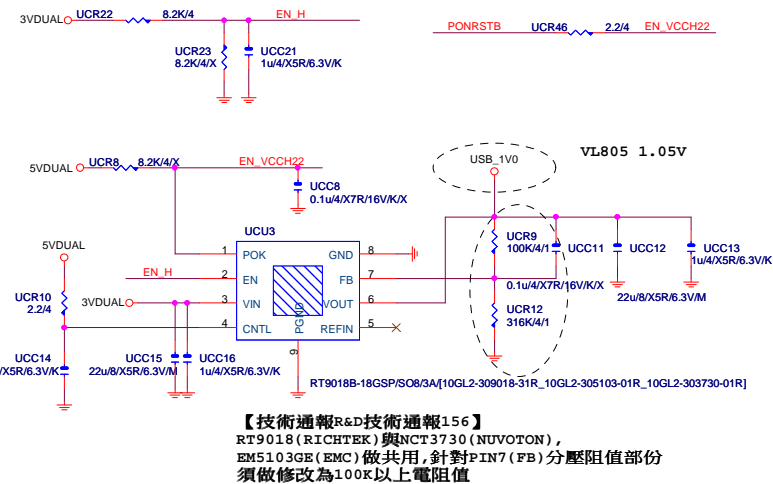 3VDUAL UCR22 8.2K/4 EN_H
PONRSTB UCR46 2.2/4 EN_VCCH22
UCR23 UCC21
8.2K/4/X 1u/4/X5R/6.3V/K
5VDUAL UCR8 8.2K/4/X EN_VCCH22
USB_1V0 VL805 1.05V
UCC8
0.1u/4/X7R/16V/K/X
UCU3
5VDUAL
1 POK GND 8
EN_H 2 EN FB 7
3VDUAL 3 VIN VOUT 6
4 CNTL REFIN 5
PGND
9
UCR10
2.2/4
UCR9
100K/4/1
UCC11 UCC12 UCC13
1u/4/X5R/6.3V/K
0.1u/4/X7R/16V/K/X
22u/8/X5R/6.3V/M
UCR12
316K/4/1
UCC14 UCC15 UCC16
/X5R/6.3V/K 22u/8/X5R/6.3V/M 1u/4/X5R/6.3V/K
RT9018B-18GSP/SO8/3A/[10GL2-309018-31R_10GL2-305103-01R_10GL2-303730-01R]
【技術通報R&D技術通報156】
RT9018(RICHTEK)與NCT3730(NUVOTON),
EM5103GE(EMC)做共用,針對PIN7(FB)分壓阻值部份
須做修改為100K以上電阻值